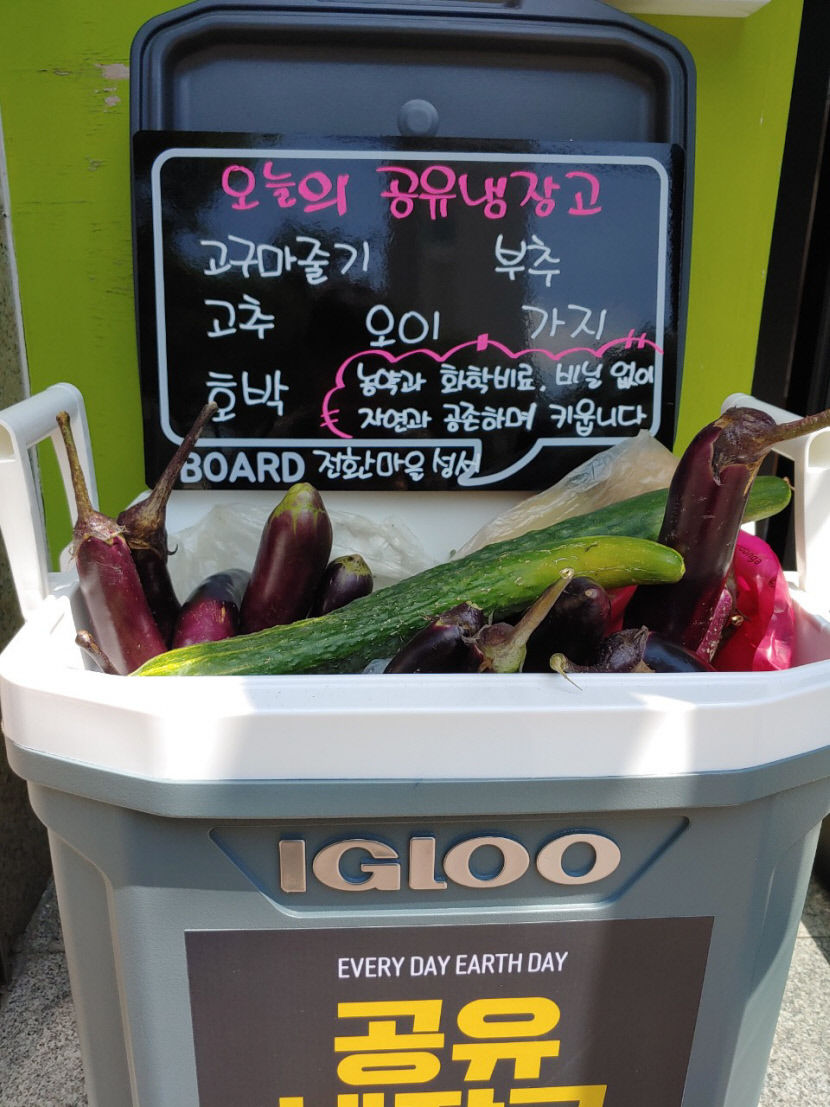 오늘의 공유냉장고
고구마줄기 부추
고추 오이 가지
호박
농약과 화학비료, 비닐 없이
자연과 공존하며 키웁니다
BOARD 전환마을
IGLOO
EVERY DAY EARTH DAY
공유
냉장고